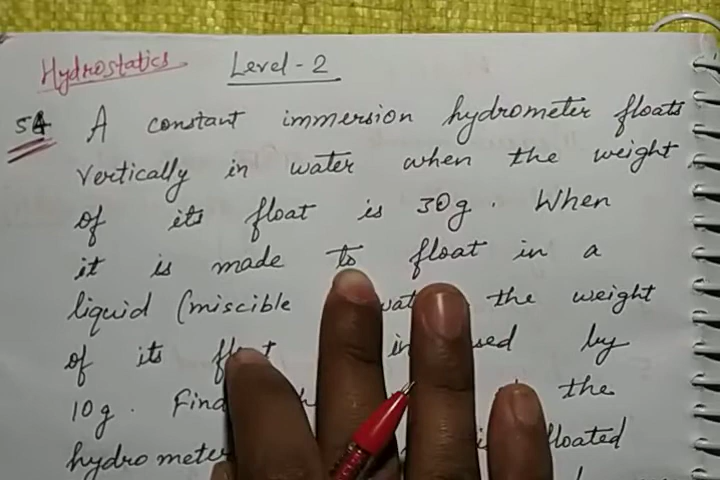 Hydrostatics Level-2
54 A constant immersion hydrometer floats
vertically in water when the weight
of its float is 30g. When
it is made to float in a
liquid (miscible the weight
of its by
10g. the
hydrometer floated